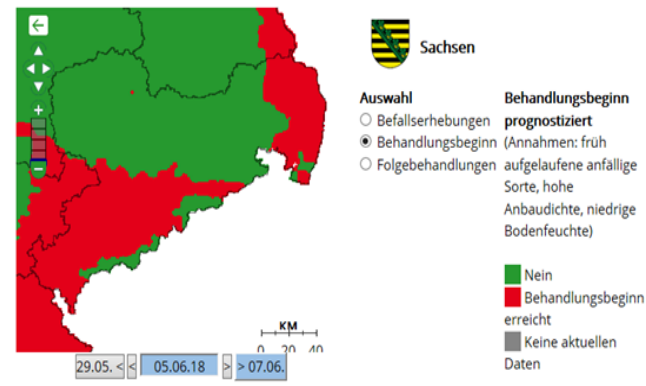 Sachsen
Auswahl
Befallserhebungen
Behandlungsbeginn
Folgebehandlungen
Behandlungsbeginn
prognostiziert
(Annahmen: früh
aufgelaufene anfällige
Sorte, hohe
Anbaudichte, niedrige
Bodenfeuchte)
Nein
Behandlungsbeginn
erreicht
Keine aktuellen
Daten
KM
0 20 40
29.05. < < 05.06.18 > > 07.06.